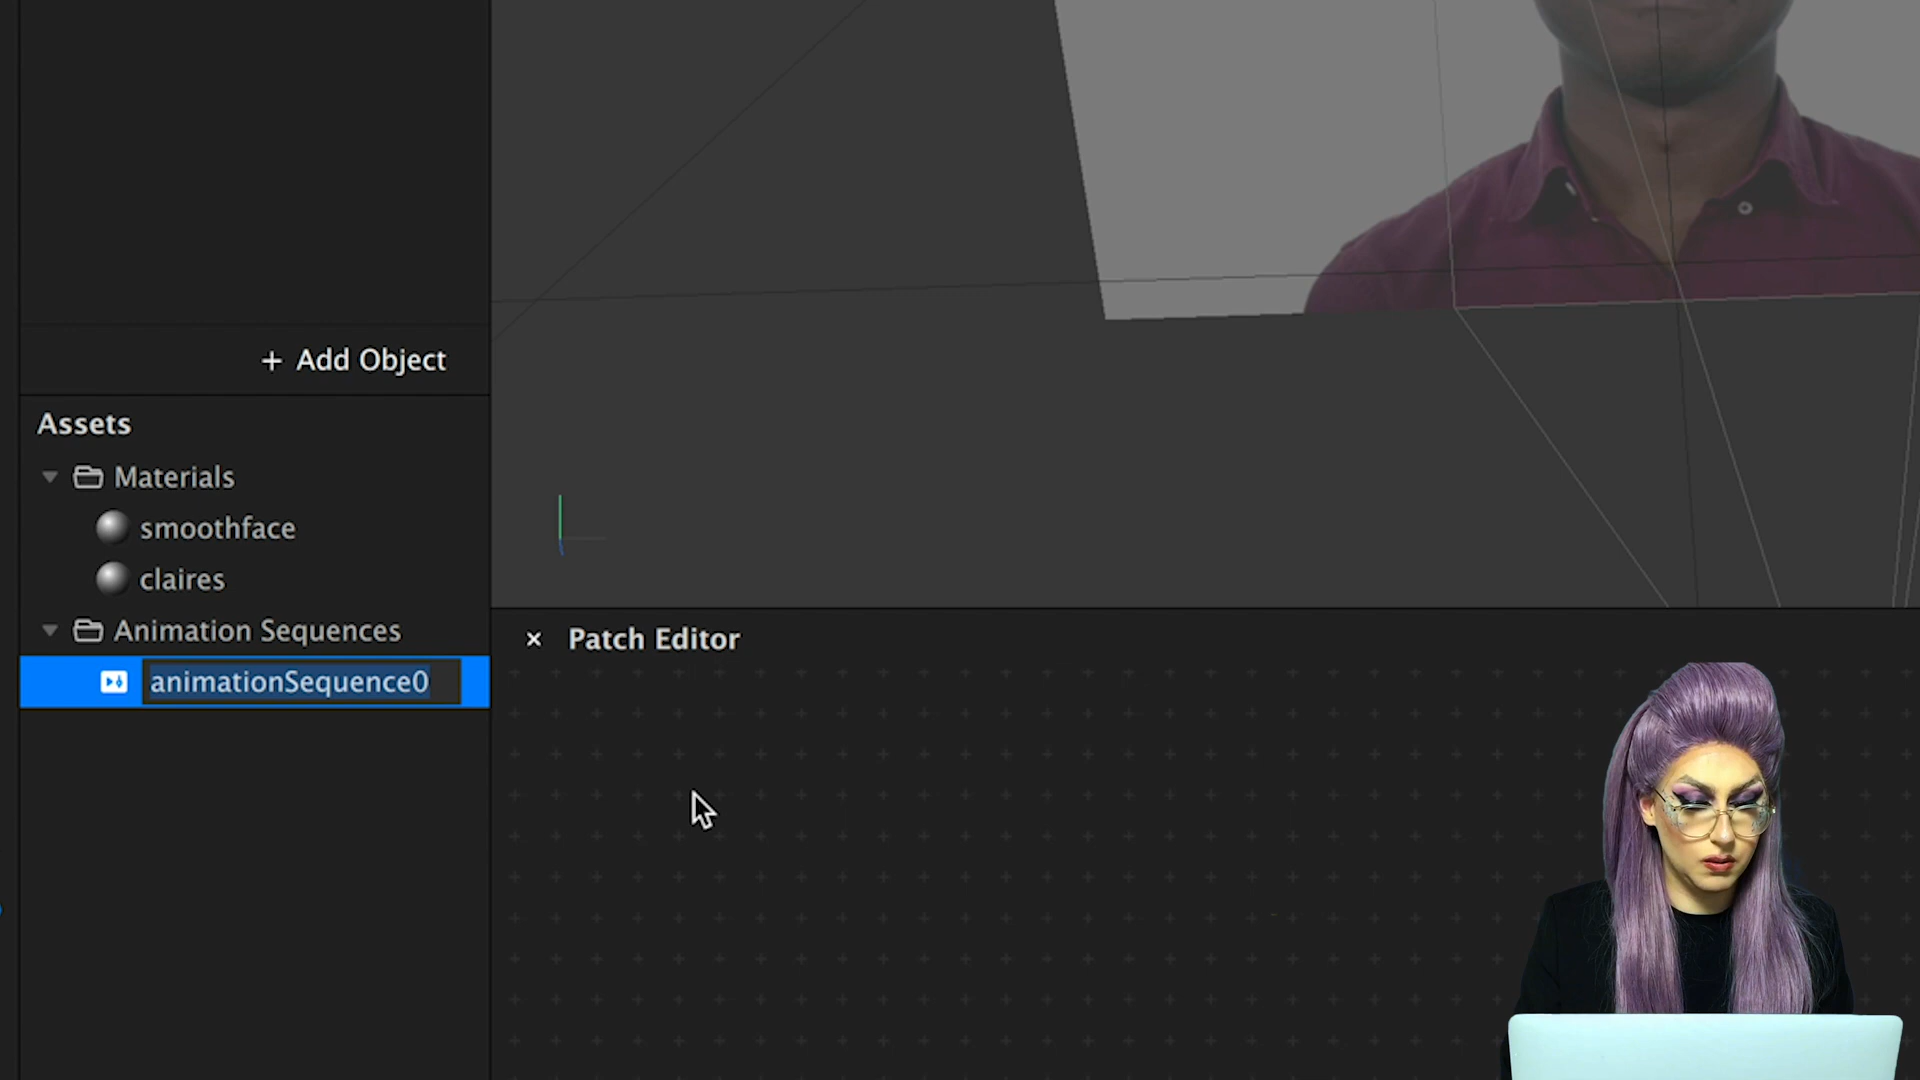 + Add Object
Assets
Materials
smoothface
claires
Animation Sequences
animationSequence0
× Patch Editor